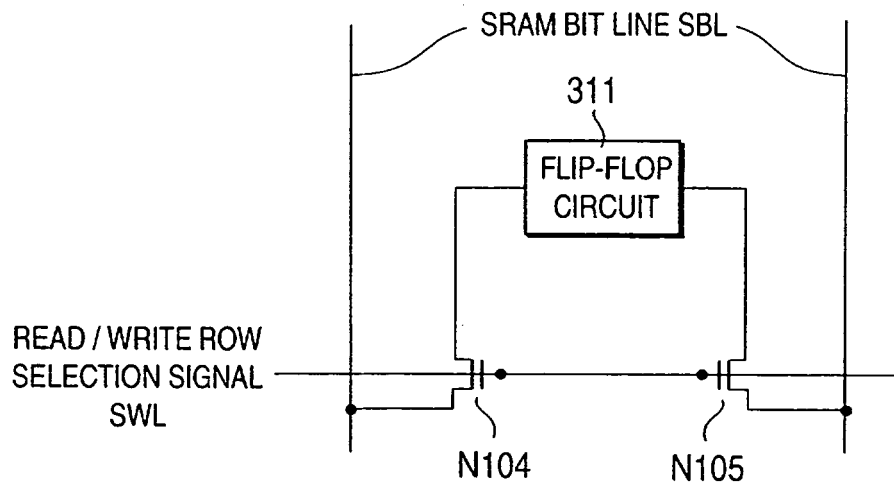 SRAM BIT LINE SBL
311
FLIP-FLOP
CIRCUIT
READ / WRITE ROW
SELECTION SIGNAL
SWL
N104
N105